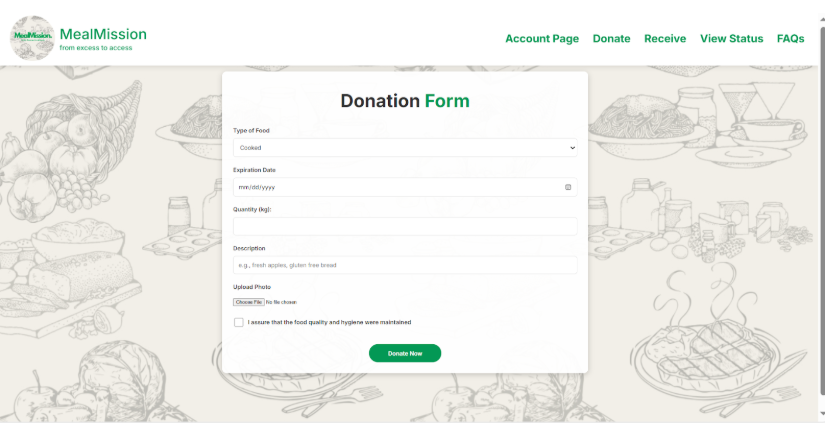 MealMission.
MealMission
from excess to access
Account Page
Donate
Receive
View Status
FAQs
Donation Form
Type of Food
Cooked
Expiration Date
mm/dd/yyyy
Quantity (kg):
Description
e.g., fresh apples, gluten free bread
Upload Photo
Choose File No file chosen
I assure that the food quality and hygiene were maintained
Donate Now